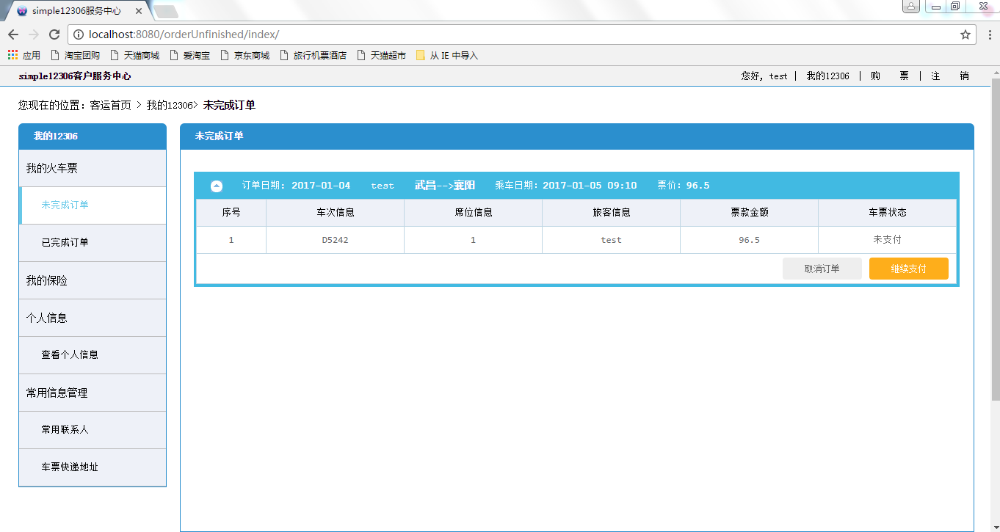 simple12306服务中心
localhost:8080/orderUnfinished/index/
应用 淘宝团购 天猫商城 爱淘宝 京东商城 旅行机票酒店 天猫超市 从 IE 中导入
simple12306客户服务中心 您好, test | 我的12306 | 购 票 | 注 销
您现在的位置：客运首页 > 我的12306> 未完成订单
我的12306
我的火车票
未完成订单
已完成订单
我的保险
个人信息
查看个人信息
常用信息管理
常用联系人
车票快递地址
未完成订单
订单日期: 2017-01-04 test 武昌-->襄阳 乘车日期: 2017-01-05 09:10 票价: 96.5
序号 车次信息 席位信息 旅客信息 票款金额 车票状态
1 D5242 1 test 96.5 未支付
取消订单 继续支付